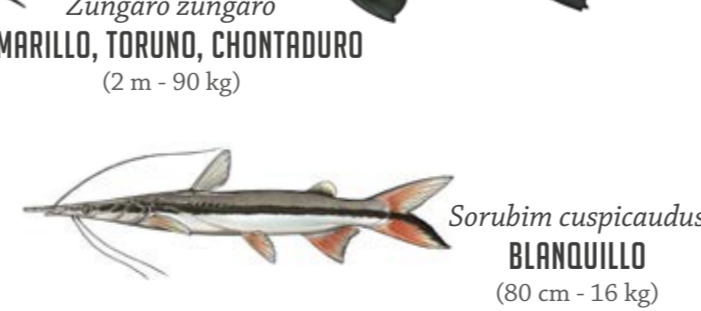 Zungaro zungaro
MARILLO, TORUNO, CHONTADURO
(2 m - 90 kg)
Sorubim cuspicaudus
BLANQUILLO
(80 cm - 16 kg)